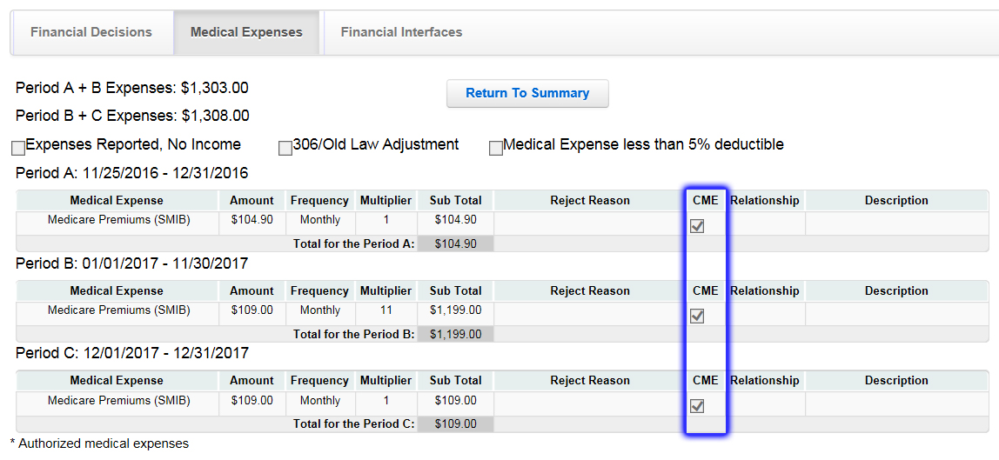 Financial Decisions Medical Expenses Financial Interfaces
Period A + B Expenses: $1,303.00
Return To Summary
Period B + C Expenses: $1,308.00
Expenses Reported, No Income 306/Old Law Adjustment Medical Expense less than 5% deductible
Period A: 11/25/2016 - 12/31/2016
Medical Expense Amount Frequency Multiplier Sub Total Reject Reason CME Relationship Description
Medicare Premiums (SMIB) $104.90 Monthly 1 $104.90
Total for the Period A: $104.90
Period B: 01/01/2017 - 11/30/2017
Medical Expense Amount Frequency Multiplier Sub Total Reject Reason CME Relationship Description
Medicare Premiums (SMIB) $109.00 Monthly 11 $1,199.00
Total for the Period B: $1,199.00
Period C: 12/01/2017 - 12/31/2017
Medical Expense Amount Frequency Multiplier Sub Total Reject Reason CME Relationship Description
Medicare Premiums (SMIB) $109.00 Monthly 1 $109.00
Total for the Period C: $109.00
* Authorized medical expenses